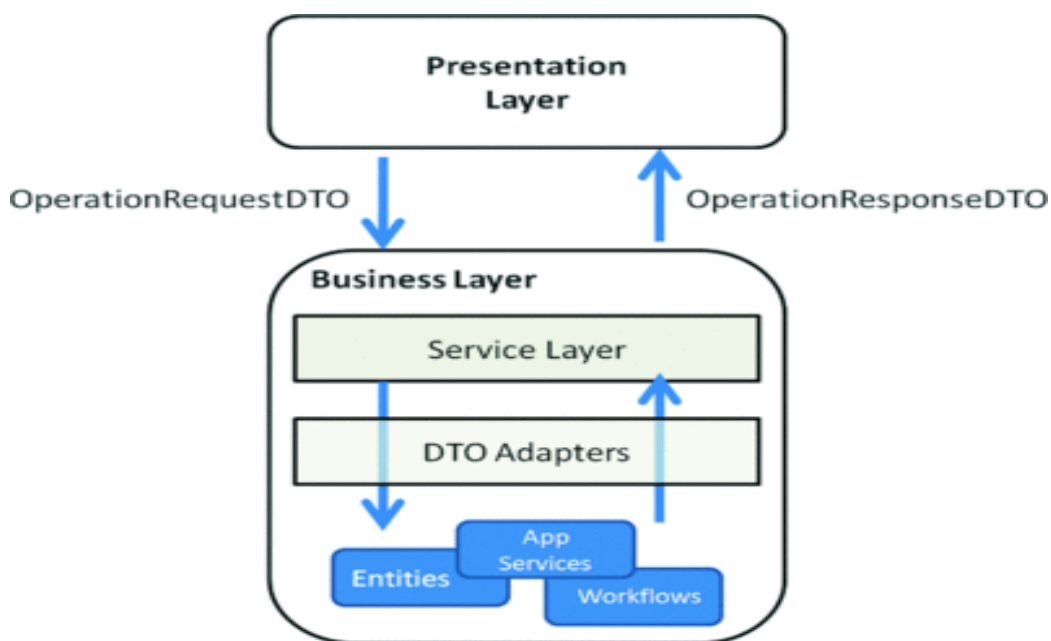 Presentation
Layer
OperationRequestDTO
OperationResponseDTO
Business Layer
Service Layer
DTO Adapters
App
Services
Entities
Workflows